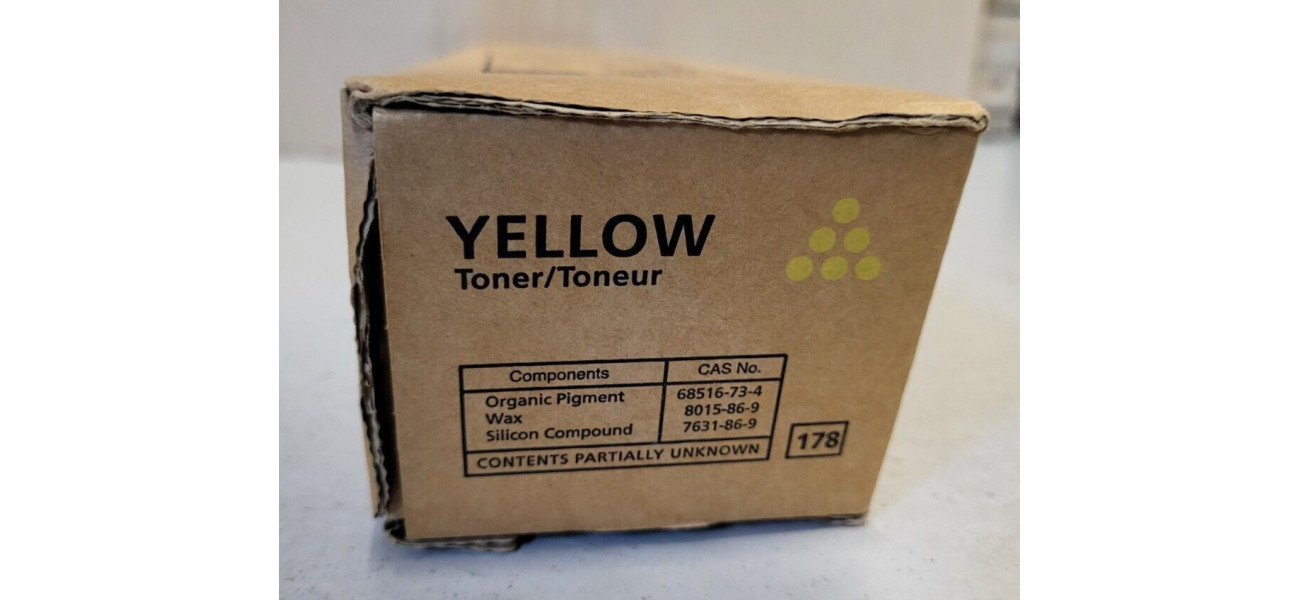 YELLOW
Toner/Toneur
Components CAS No.
Organic Pigment 68516-73-4
Wax 8015-86-9
Silicon Compound 7631-86-9
CONTENTS PARTIALLY UNKNOWN
178